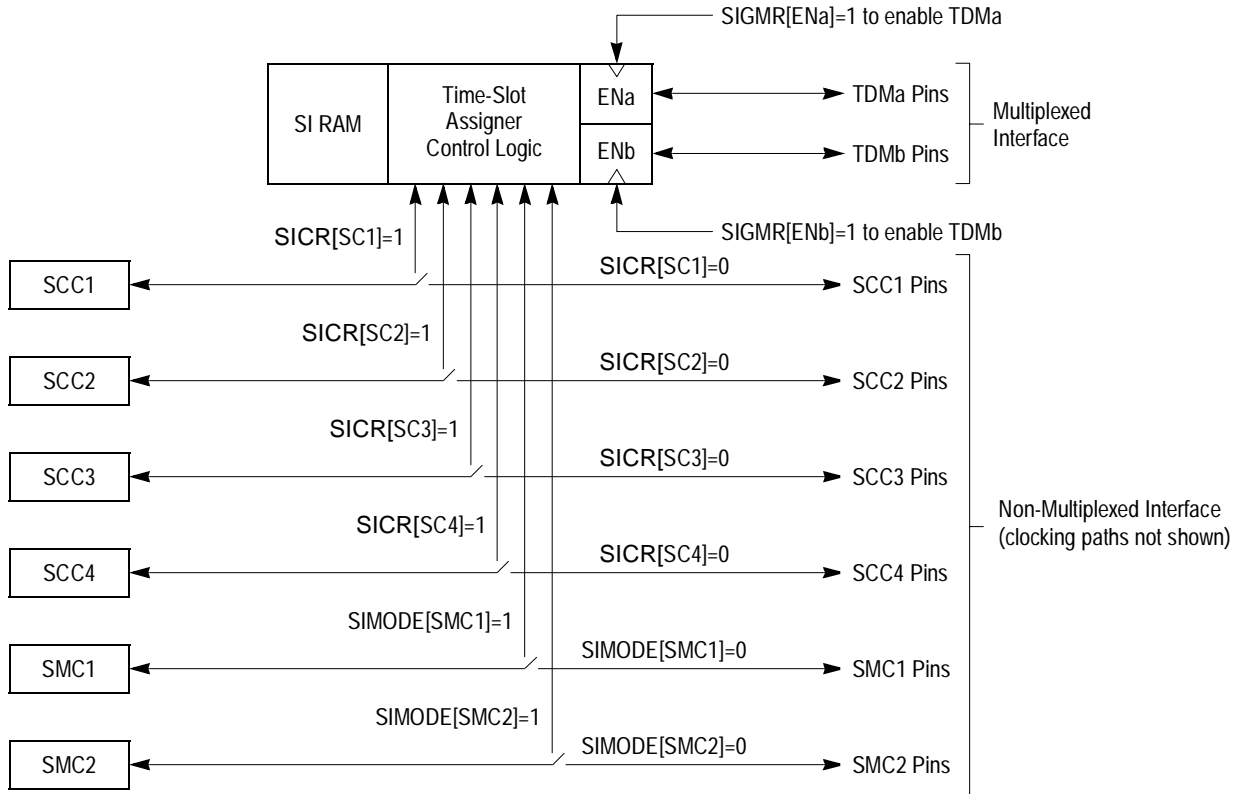 SIGMR[ENa]=1 to enable TDMa
SI RAM
Time-Slot
Assigner
Control Logic
ENa
ENb
TDMa Pins
TDMb Pins
Multiplexed
Interface
SIGMR[ENb]=1 to enable TDMb
SICR[SC1]=1
SCC1
SICR[SC1]=0
SCC1 Pins
SICR[SC2]=1
SCC2
SICR[SC2]=0
SCC2 Pins
SICR[SC3]=1
SCC3
SICR[SC3]=0
SCC3 Pins
Non-Multiplexed Interface
(clocking paths not shown)
SICR[SC4]=1
SCC4
SICR[SC4]=0
SCC4 Pins
SIMODE[SMC1]=1
SMC1
SIMODE[SMC1]=0
SMC1 Pins
SIMODE[SMC2]=1
SMC2
SIMODE[SMC2]=0
SMC2 Pins